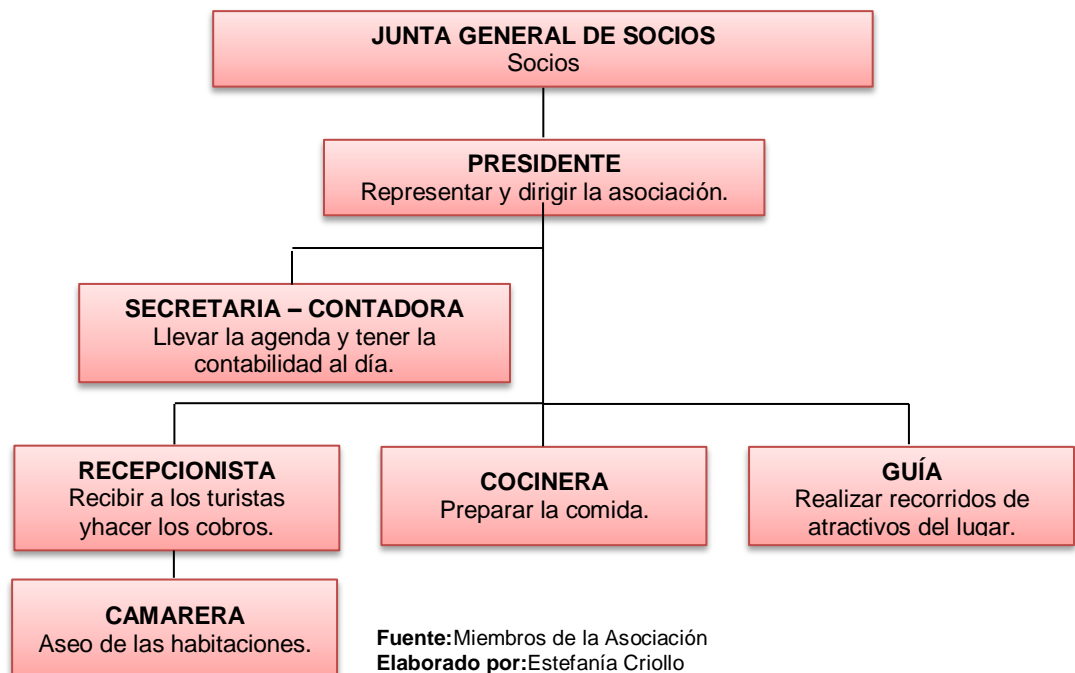 JUNTA GENERAL DE SOCIOS
Socios
PRESIDENTE
Representar y dirigir la asociación.
SECRETARIA – CONTADORA
Llevar la agenda y tener la
contabilidad al día.
RECEPCIONISTA
Recibir a los turistas
yhacer los cobros.
COCINERA
Preparar la comida.
GUÍA
Realizar recorridos de
atractivos del lugar.
CAMARERA
Aseo de las habitaciones.
Fuente:Miembros de la Asociación
Elaborado por:Estefanía Criollo